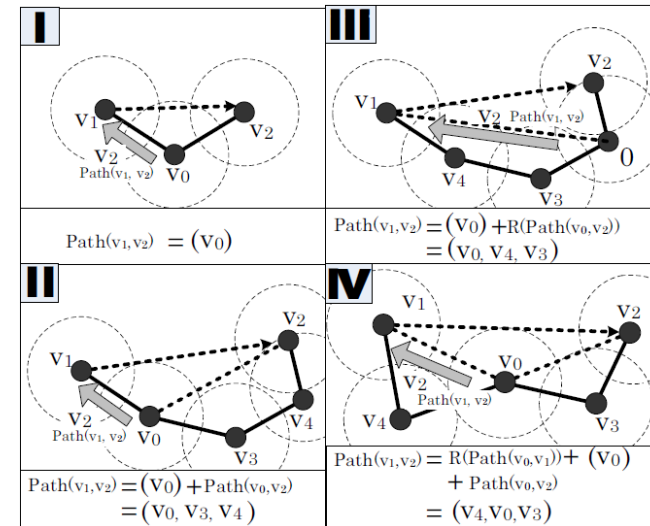 I
V1
V2
V2
Path(V1, V2)
V0
Path(V1,V2) = (V0)
III
V2
V1
V2 Path(V1, V2)
0
V4
V3
Path(V1,V2) = (V0) +R(Path(V0,V2))
= (V0, V4, V3)
II
V2
V1
V2
Path(V1, V2)
V0
V4
V3
Path(V1,V2) = (V0) + Path(V0,V2)
= (V0, V3, V4)
IV
V1
V2
V0
V2
Path(V1, V2)
V4
V3
Path(V1,V2) = R(Path(V0,V1)) + (V0)
+ Path(V0,V2)
= (V4,V0,V3)